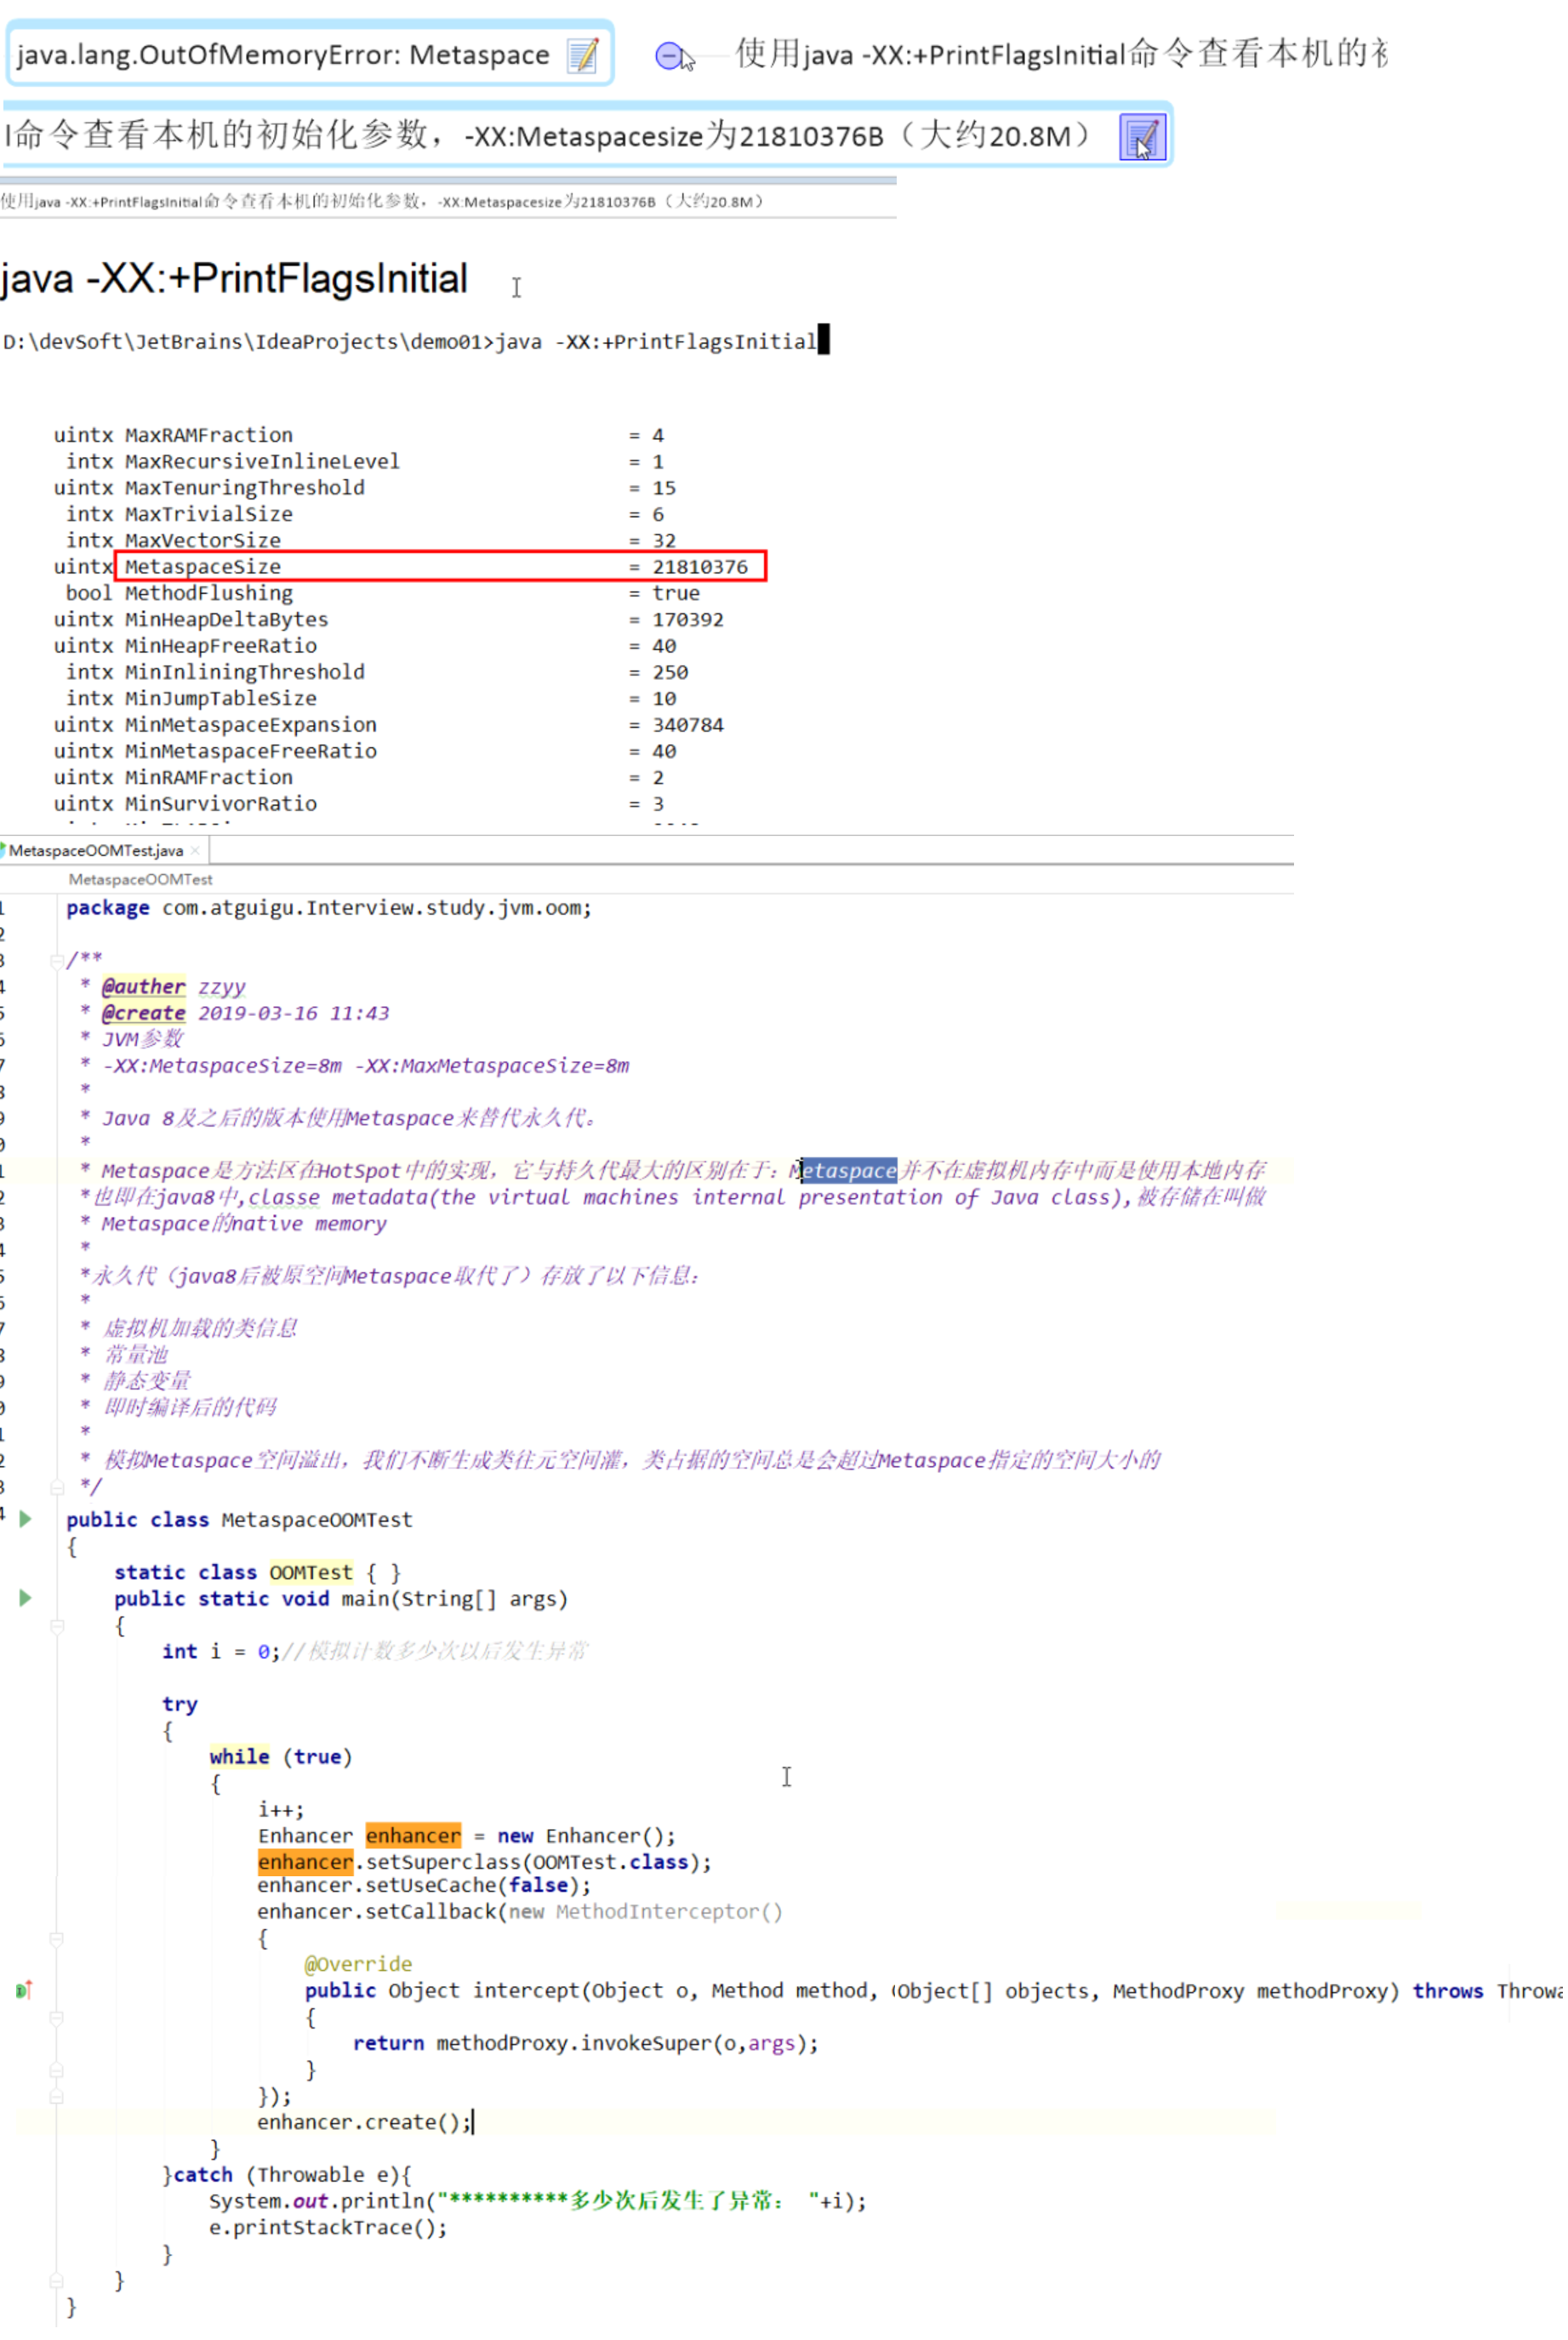 java.lang.OutOfMemoryError: Metaspace
使用java -XX:+PrintFlagsInitial命令查看本机的
l命令查看本机的初始化参数，-XX:Metaspacesize为21810376B（大约20.8M）
使用java -XX:+PrintFlagsInitial命令查看本机的初始化参数，-XX:Metaspacesize为21810376B（大约20.8M）
java -XX:+PrintFlagsInitial
D:\devSoft\JetBrains\IdeaProjects\demo01>java -XX:+PrintFlagsInitial
uintx MaxRAMFraction = 4
intx MaxRecursiveInlineLevel = 1
uintx MaxTenuringThreshold = 15
intx MaxTrivialSize = 6
intx MaxVectorSize = 32
uintx MetaspaceSize = 21810376
bool MethodFlushing = true
uintx MinHeapDeltaBytes = 170392
uintx MinHeapFreeRatio = 40
intx MinInliningThreshold = 250
intx MinJumpTableSize = 10
uintx MinMetaspaceExpansion = 340784
uintx MinMetaspaceFreeRatio = 40
uintx MinRAMFraction = 2
uintx MinSurvivorRatio = 3
MetaspaceOOMTest.java ×
MetaspaceOOMTest
1 package com.atguigu.Interview.study.jvm.oom;
2
3 /**
4 * @auther zzyy
5 * @create 2019-03-16 11:43
6 * JVM参数
7 * -XX:MetaspaceSize=8m -XX:MaxMetaspaceSize=8m
8 *
9 * Java 8及之后的版本使用Metaspace来替代永久代。
0 *
1 * Metaspace是方法区在HotSpot中的实现，它与持久代最大的区别在于：Metaspace并不在虚拟机内存中而是使用本地内存
2 *也即在java8中,classe metadata(the virtual machines internal presentation of Java class),被存储在叫做
3 * Metaspace的native memory
4 *
5 *永久代（java8后被原空间Metaspace取代了）存放了以下信息：
6 *
7 * 虚拟机加载的类信息
8 * 常量池
9 * 静态变量
0 * 即时编译后的代码
1 *
2 * 模拟Metaspace空间溢出，我们不断生成类往元空间灌，类占据的空间总是会超过Metaspace指定的空间大小的
3 */
4 public class MetaspaceOOMTest
{
static class OOMTest { }
public static void main(String[] args)
{
int i = 0;//模拟计数多少次以后发生异常
try
{
while (true)
{
i++;
Enhancer enhancer = new Enhancer();
enhancer.setSuperclass(OOMTest.class);
enhancer.setUseCache(false);
enhancer.setCallback(new MethodInterceptor()
{
@Override
public Object intercept(Object o, Method method, Object[] objects, MethodProxy methodProxy) throws Throwa
{
return methodProxy.invokeSuper(o,args);
}
});
enhancer.create();
}
}catch (Throwable e){
System.out.println("**********多少次后发生了异常： "+i);
e.printStackTrace();
}
}
}